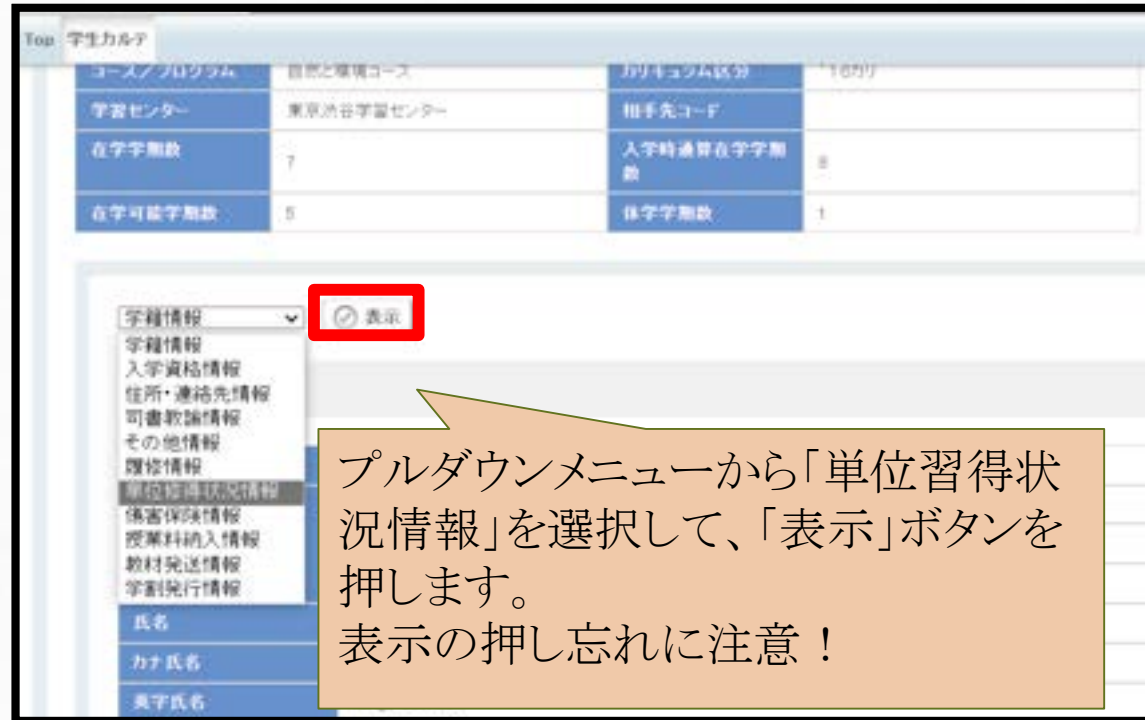 Top 学生カルテ
コース/プログラム 自然と環境コース カリキュラム区分 '16カリ
学習センター 東京渋谷学習センター 相手先コード
在学学期数 7 入学時通算在学学期数 8
在学可能学期数 5 休学学期数 1
学籍情報 表示
学籍情報
入学資格情報
住所・連絡先情報
司書教諭情報
その他情報
履修情報
単位修得状況情報
傷害保険情報
授業料納入情報
教材発送情報
学割発行情報
プルダウンメニューから「単位習得状
況情報」を選択して、「表示」ボタンを
押します。
表示の押し忘れに注意！
氏名
カナ氏名
英字氏名